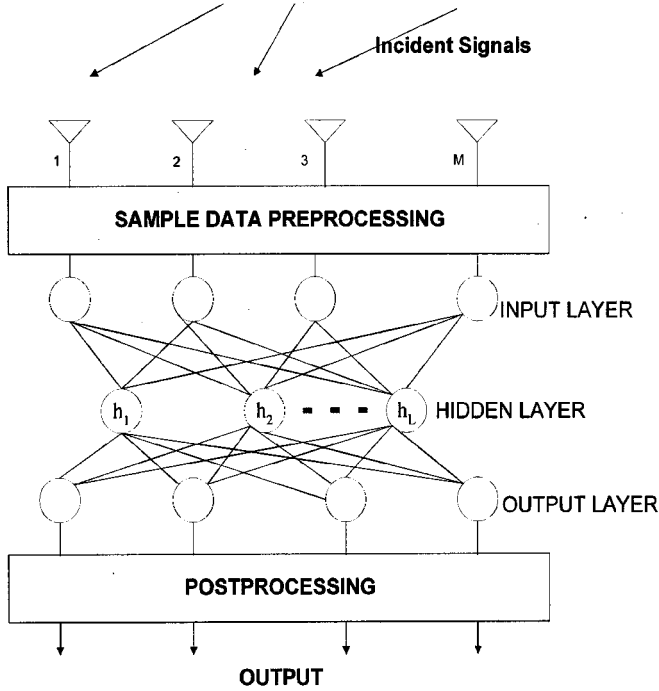 Incident Signals
1 2 3 M
SAMPLE DATA PREPROCESSING
INPUT LAYER
h1 h2 hL HIDDEN LAYER
OUTPUT LAYER
POSTPROCESSING
OUTPUT